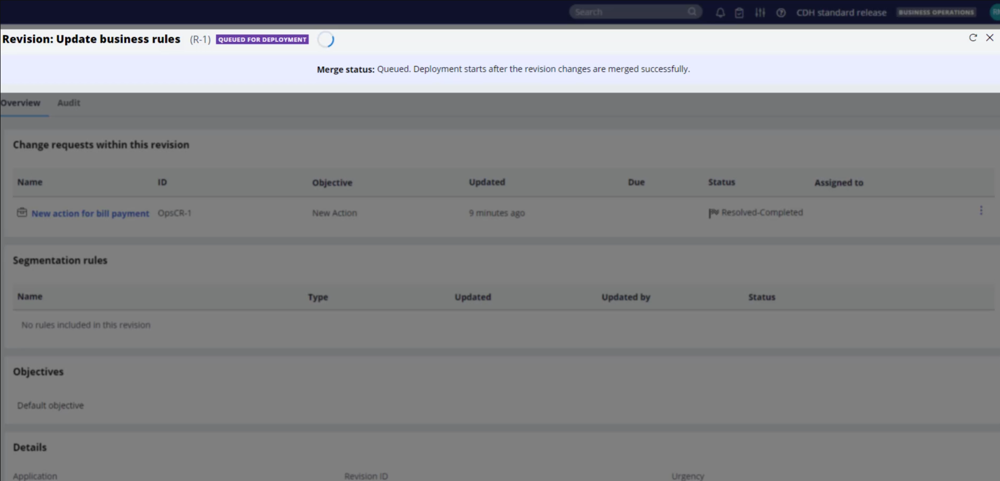 Search
CDH standard release
BUSINESS OPERATIONS
Revision: Update business rules (R-1) QUEUED FOR DEPLOYMENT
Merge status: Queued. Deployment starts after the revision changes are merged successfully.
Overview Audit
Change requests within this revision
Name ID Objective Updated Due Status Assigned to
New action for bill payment OpsCR-1 New Action 9 minutes ago Resolved-Completed
Segmentation rules
Name Type Updated Updated by Status
No rules included in this revision
Objectives
Default objective
Details
Application Revision ID Urgency